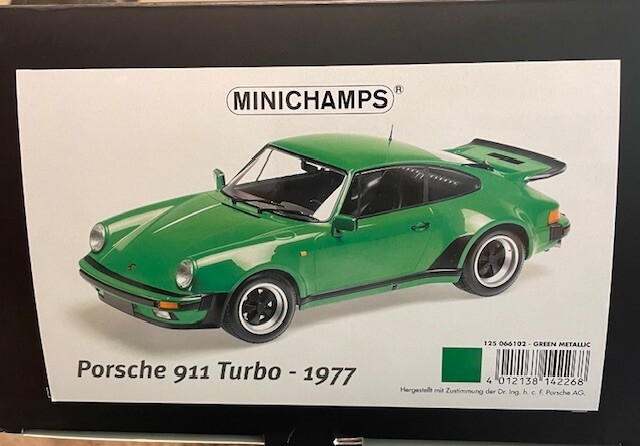 MINICHAMPS®
Porsche 911 Turbo - 1977
125 066102 - GREEN METALLIC
4 012138 142268
Hergestellt mit Zustimmung der Dr. Ing. h. c. F. Porsche AG.